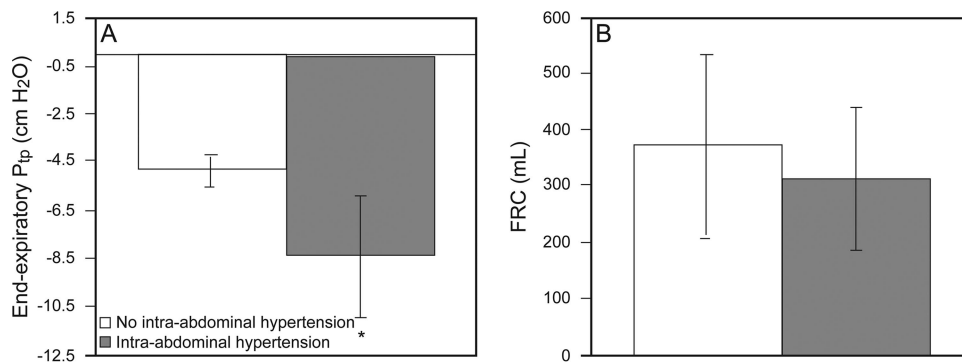 A
End-expiratory Ptp (cm H2O)
1.5
-0.5
-2.5
-4.5
-6.5
-8.5
-10.5
-12.5
No intra-abdominal hypertension
Intra-abdominal hypertension
*
B
FRC (mL)
600
500
400
300
200
100
0